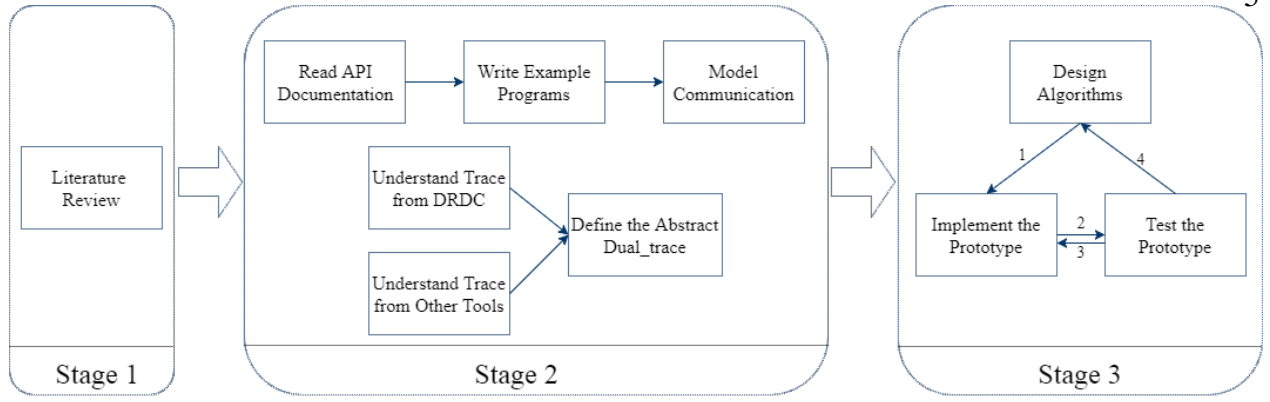 Literature
Review
Stage 1
Read API
Documentation
Write Example
Programs
Model
Communication
Understand Trace
from DRDC
Define the Abstract
Dual_trace
Understand Trace
from Other Tools
Stage 2
Design
Algorithms
1
4
Implement the
Prototype
2
3
Test the
Prototype
Stage 3